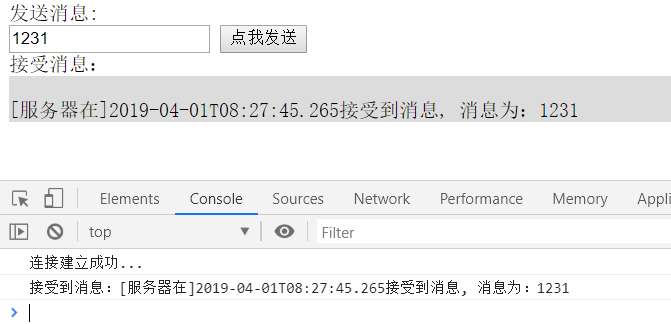 发送消息:
1231 点我发送
接受消息：
[服务器在]2019-04-01T08:27:45.265接受到消息, 消息为：1231
Elements Console Sources Network Performance Memory Appli
top Filter
连接建立成功...
接受到消息：[服务器在]2019-04-01T08:27:45.265接受到消息, 消息为：1231